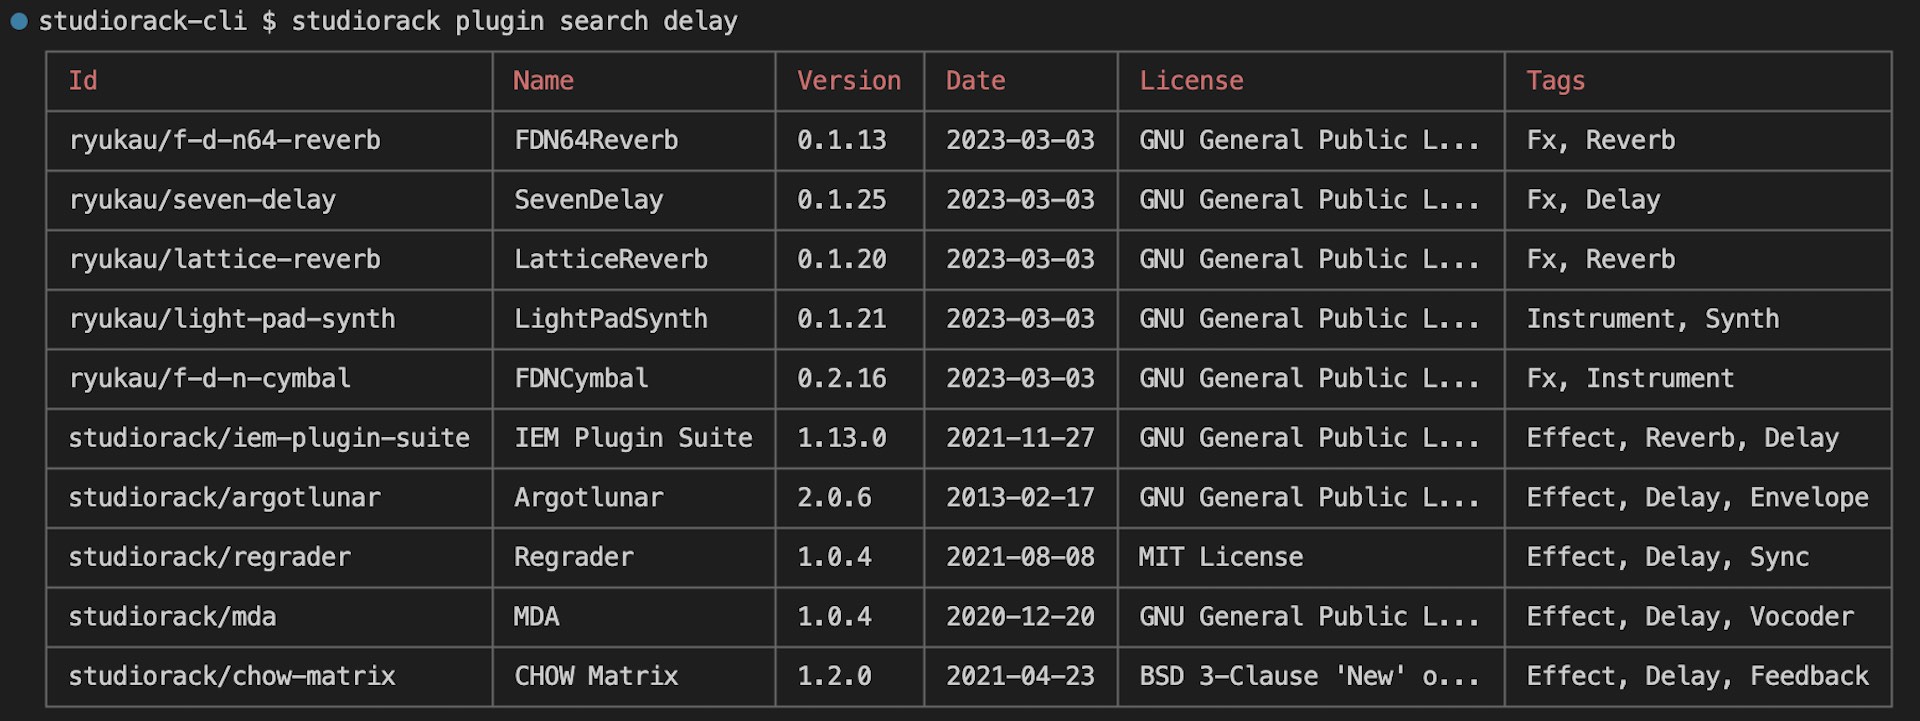 studiorack-cli $ studiorack plugin search delay
Id Name Version Date License Tags
ryukau/f-d-n64-reverb FDN64Reverb 0.1.13 2023-03-03 GNU General Public L... Fx, Reverb
ryukau/seven-delay SevenDelay 0.1.25 2023-03-03 GNU General Public L... Fx, Delay
ryukau/lattice-reverb LatticeReverb 0.1.20 2023-03-03 GNU General Public L... Fx, Reverb
ryukau/light-pad-synth LightPadSynth 0.1.21 2023-03-03 GNU General Public L... Instrument, Synth
ryukau/f-d-n-cymbal FDNCymbal 0.2.16 2023-03-03 GNU General Public L... Fx, Instrument
studiorack/iem-plugin-suite IEM Plugin Suite 1.13.0 2021-11-27 GNU General Public L... Effect, Reverb, Delay
studiorack/argotlunar Argotlunar 2.0.6 2013-02-17 GNU General Public L... Effect, Delay, Envelope
studiorack/regrader Regrader 1.0.4 2021-08-08 MIT License Effect, Delay, Sync
studiorack/mda MDA 1.0.4 2020-12-20 GNU General Public L... Effect, Delay, Vocoder
studiorack/chow-matrix CHOW Matrix 1.2.0 2021-04-23 BSD 3-Clause 'New' o... Effect, Delay, Feedback